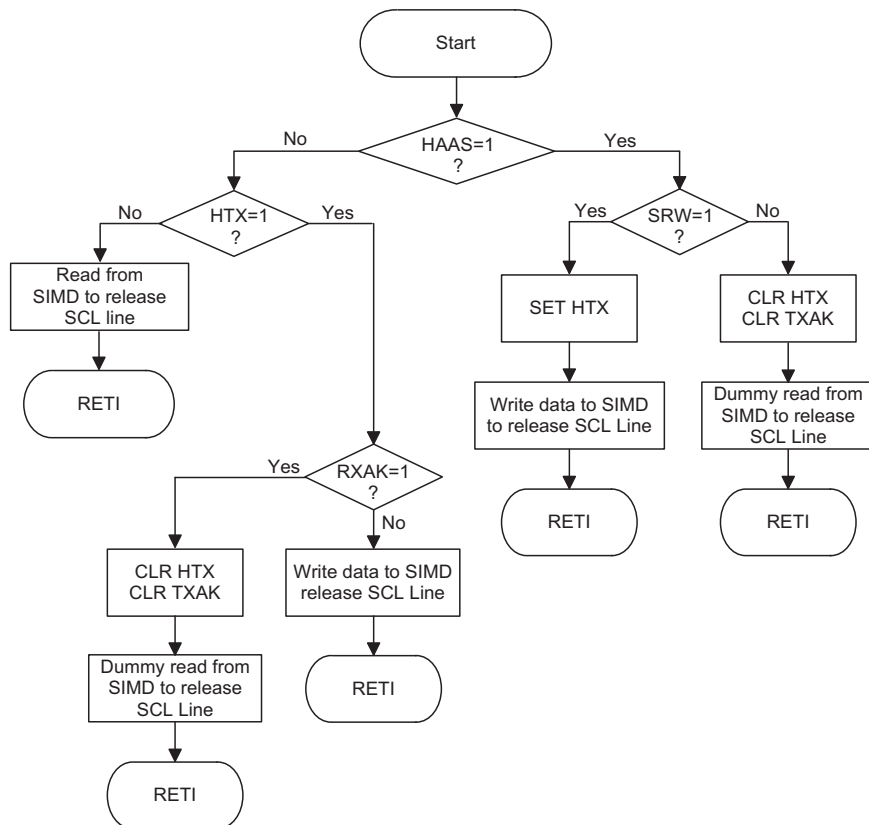 Start
No
HAAS=1
?
Yes
No
HTX=1
?
Yes
Yes
SRW=1
?
No
Read from
SIMD to release
SCL line
SET HTX
CLR HTX
CLR TXAK
RETI
Write data to SIMD
to release SCL Line
Dummy read from
SIMD to release
SCL Line
Yes
RXAK=1
?
No
RETI
RETI
CLR HTX
CLR TXAK
Write data to SIMD
release SCL Line
Dummy read from
SIMD to release
SCL Line
RETI
RETI